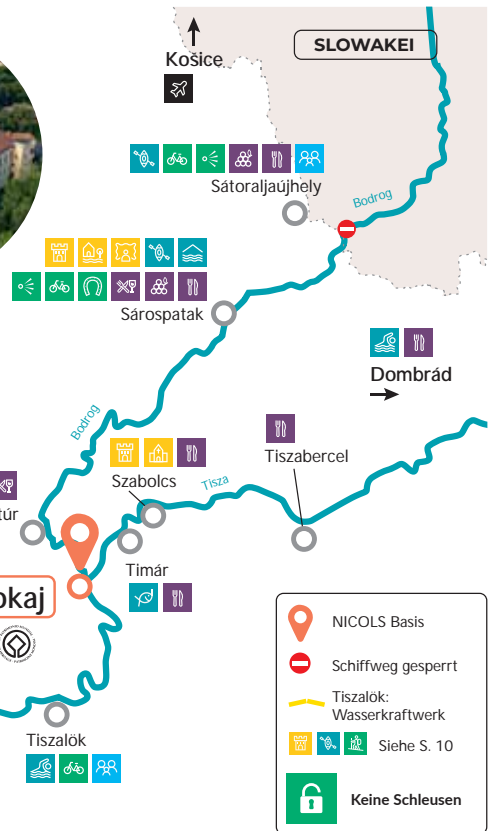 SLOWAKEI
Košice
Bodrog
Sátoraljaújhely
Sárospatak
Dombrád
Bodrog
Tiszabercel
Szabolcs
Tisza
túr
Timár
okaj
Tiszalök
NICOLS Basis
Schiffweg gesperrt
Tiszalök:
Wasserkraftwerk
Siehe S. 10
Keine Schleusen